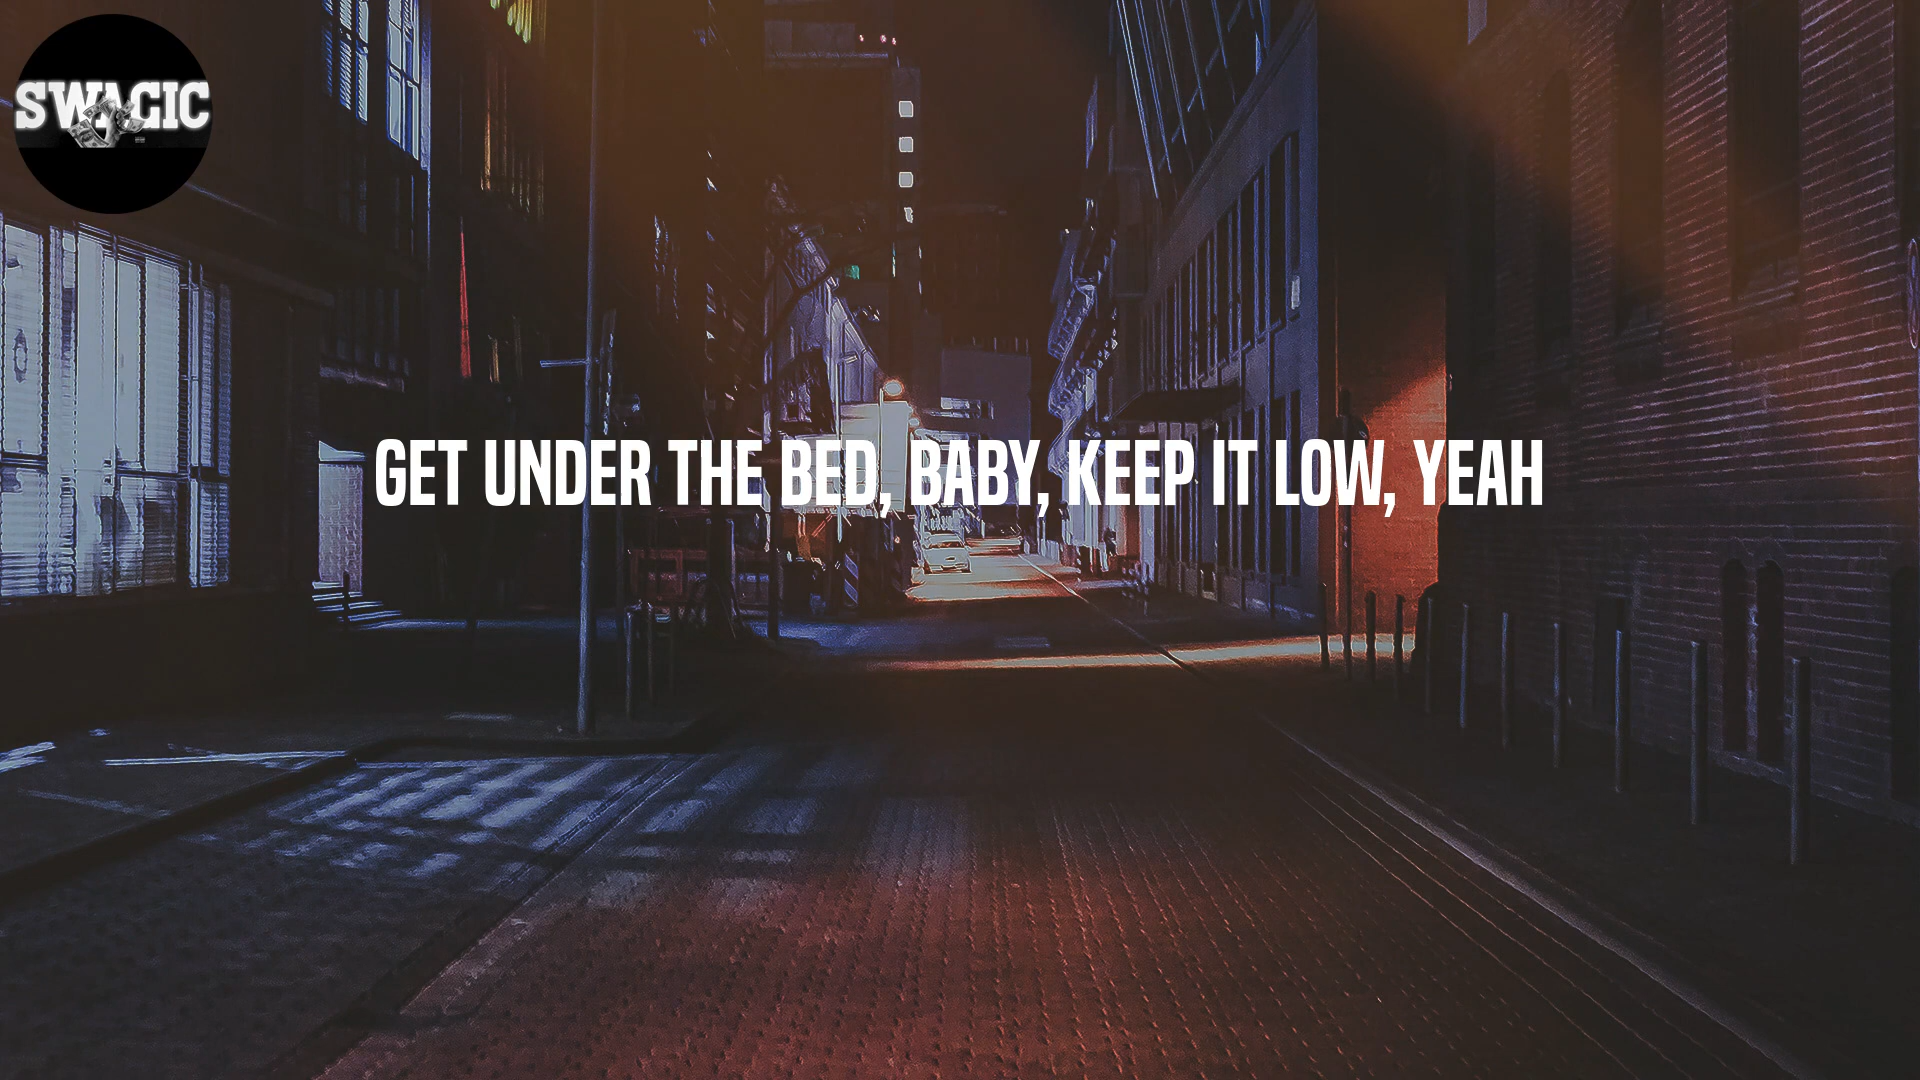 SWAGIC
GET UNDER THE BED, BABY, KEEP IT LOW, YEAH